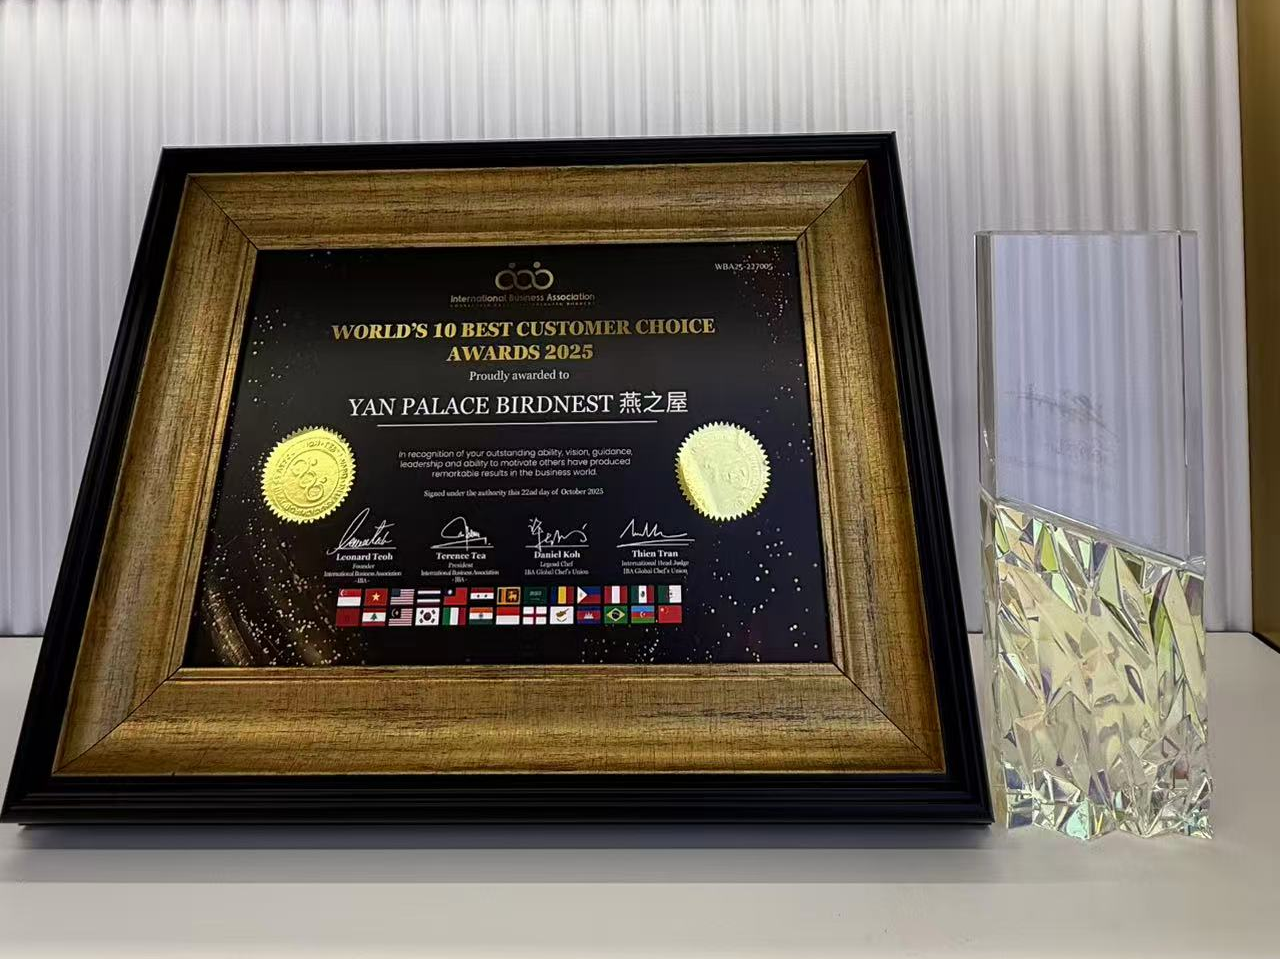 WBA25-227005
International Business Association
WORLD'S 10 BEST CUSTOMER CHOICE
AWARDS 2025
Proudly awarded to
YAN PALACE BIRDNEST 燕之屋
In recognition of your outstanding ability, vision, guidance,
leadership and ability to motivate others have produced
remarkable results in the business world.
Signed under the authority this 22nd day of October 2025
Leonard Teoh
Founder
International Business Association
- IBA -
Terence Tea
President
International Business Association
- IBA -
Daniel Koh
Legend Chef
IBA Global Chef's Union
Thien Tran
International Head Judge
IBA Global Chef's Union